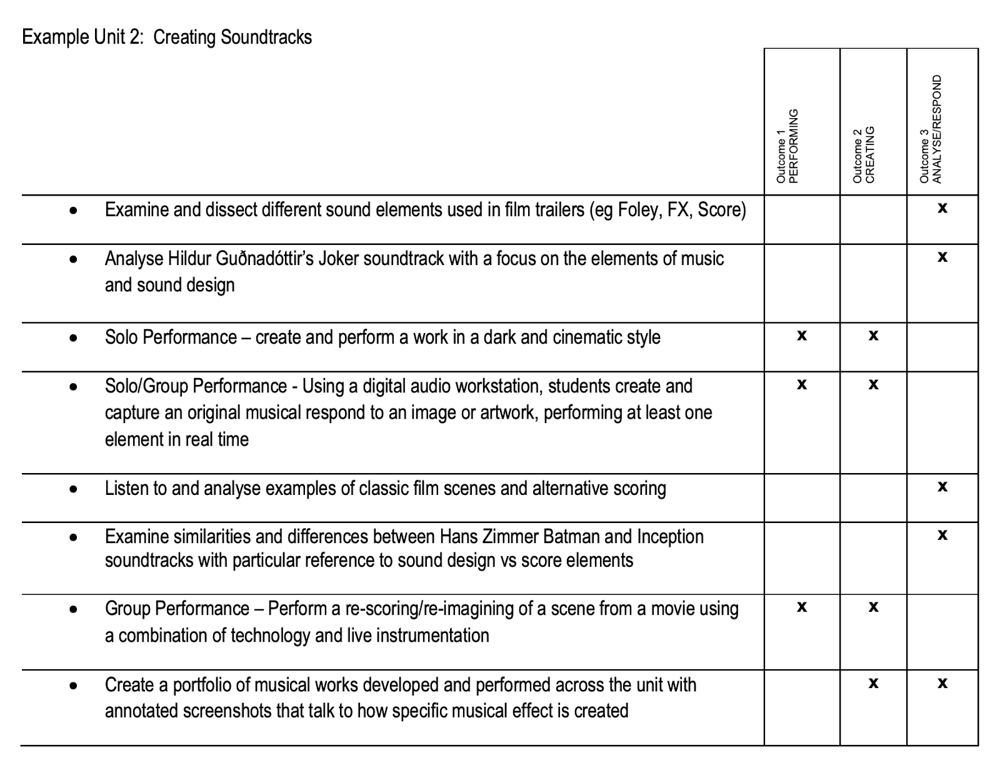 Example Unit 2:  Creating Soundtracks
Outcome 1
PERFORMING
Outcome 2
CREATING
Outcome 3
ANALYSE/RESPOND
• Examine and dissect different sound elements used in film trailers (eg Foley, FX, Score)
x
• Analyse Hildur Guðnadóttir’s Joker soundtrack with a focus on the elements of music
and sound design
x
• Solo Performance – create and perform a work in a dark and cinematic style
x x
• Solo/Group Performance - Using a digital audio workstation, students create and
capture an original musical respond to an image or artwork, performing at least one
element in real time
x x
• Listen to and analyse examples of classic film scenes and alternative scoring
x
• Examine similarities and differences between Hans Zimmer Batman and Inception
soundtracks with particular reference to sound design vs score elements
x
• Group Performance – Perform a re-scoring/re-imagining of a scene from a movie using
a combination of technology and live instrumentation
x x
• Create a portfolio of musical works developed and performed across the unit with
annotated screenshots that talk to how specific musical effect is created
x x